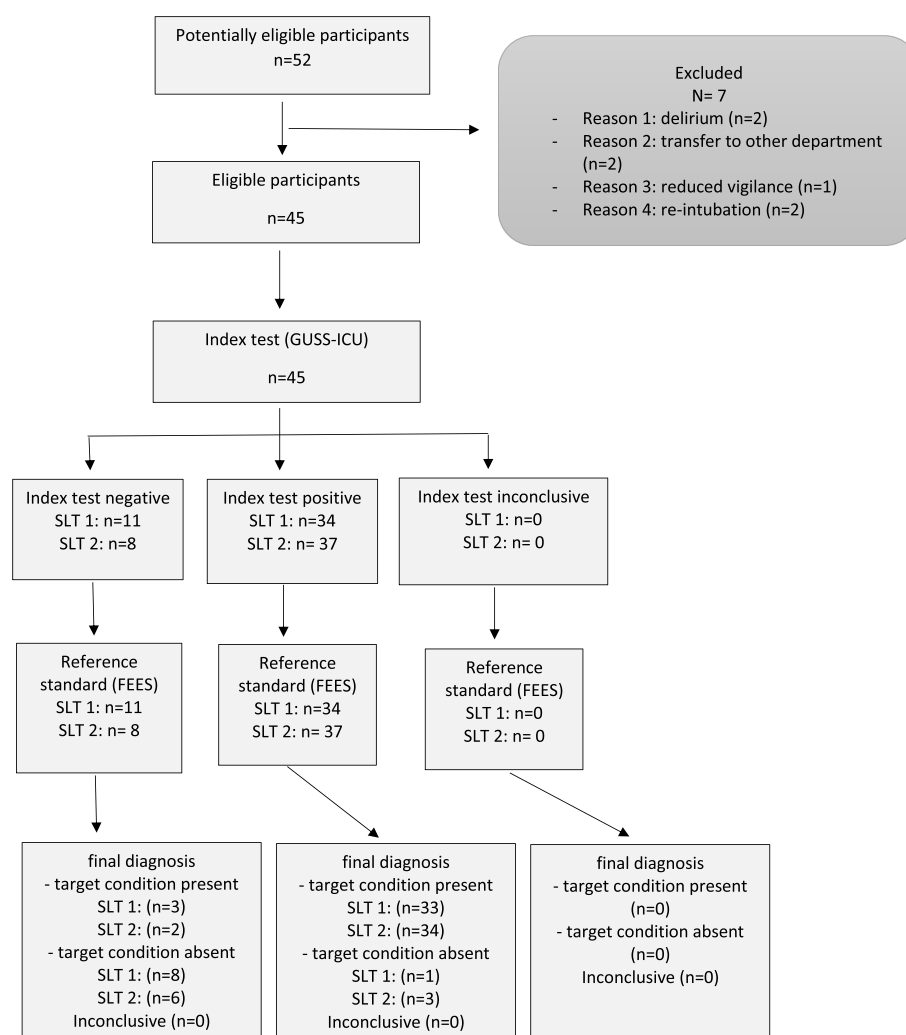 Potentially eligible participants
n=52
Excluded
N= 7
- Reason 1: delirium (n=2)
- Reason 2: transfer to other department
(n=2)
- Reason 3: reduced vigilance (n=1)
- Reason 4: re-intubation (n=2)
Eligible participants
n=45
Index test (GUSS-ICU)
n=45
Index test negative
SLT 1: n=11
SLT 2: n=8
Index test positive
SLT 1: n=34
SLT 2: n= 37
Index test inconclusive
SLT 1: n=0
SLT 2: n= 0
Reference
standard (FEES)
SLT 1: n=11
SLT 2: n= 8
Reference
standard (FEES)
SLT 1: n=34
SLT 2: n= 37
Reference
standard (FEES)
SLT 1: n=0
SLT 2: n= 0
final diagnosis
- target condition present
SLT 1: (n=3)
SLT 2: (n=2)
- target condition absent
SLT 1: (n=8)
SLT 2: (n=6)
Inconclusive (n=0)
final diagnosis
- target condition present
SLT 1: (n=33)
SLT 2: (n=34)
- target condition absent
SLT 1: (n=1)
SLT 2: (n=3)
Inconclusive (n=0)
final diagnosis
- target condition present
(n=0)
- target condition absent
(n=0)
Inconclusive (n=0)